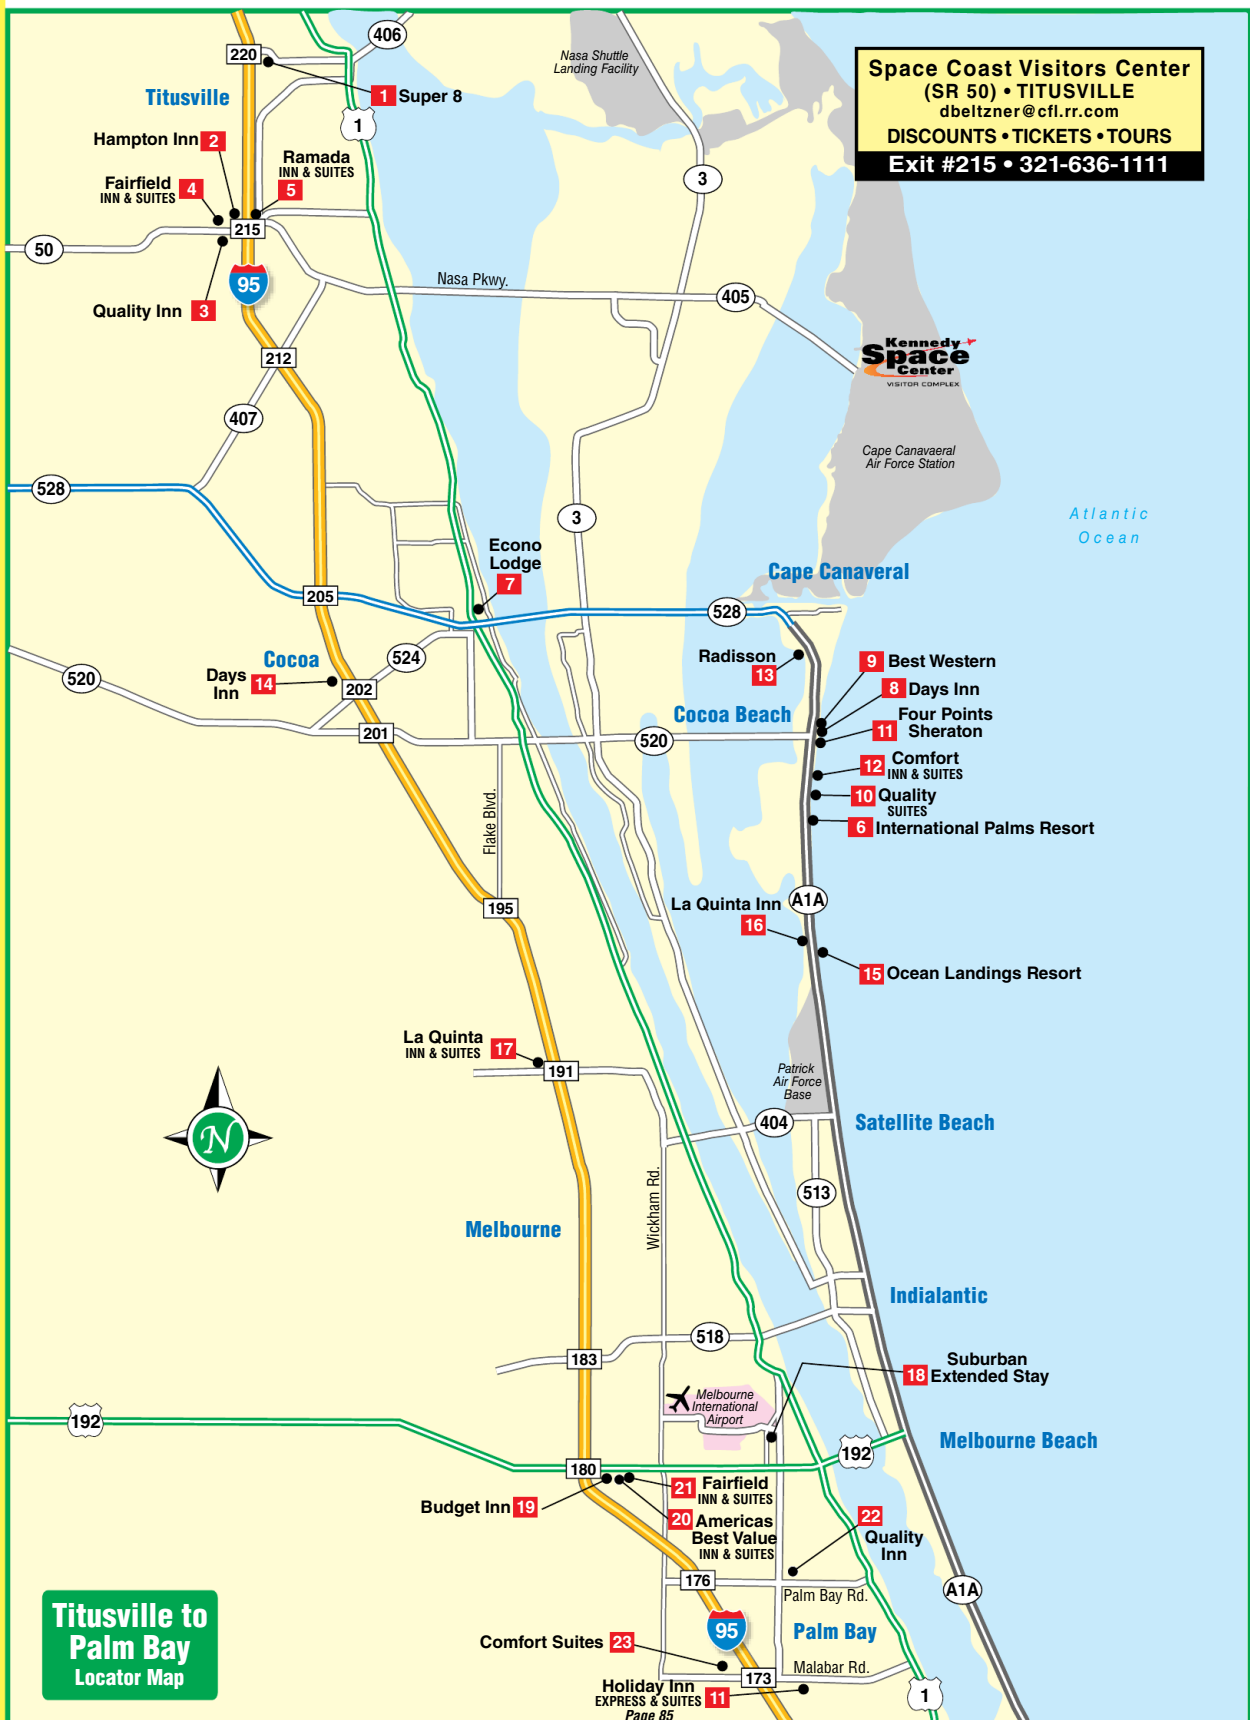 406
220
Nasa Shuttle
Landing Facility
Space Coast Visitors Center
(SR 50) • TITUSVILLE
dbeltzner@cfl.rr.com
DISCOUNTS • TICKETS • TOURS
Exit #215 • 321-636-1111
Titusville
1 Super 8
1
Hampton Inn 2
Ramada
INN & SUITES
5
Fairfield
INN & SUITES
4
3
215
50
95
Nasa Pkwy.
405
Quality Inn 3
212
Kennedy
Space
Center
VISITOR COMPLEX
407
Cape Canavaeral
Air Force Station
528
3
Atlantic
Ocean
Econo
Lodge
7
Cape Canaveral
205
528
Cocoa
524
Radisson
13
9 Best Western
520
Days
Inn
14
202
8 Days Inn
Cocoa Beach
Four Points
Sheraton
11
201
520
12 Comfort
INN & SUITES
10 Quality
SUITES
Flake Blvd.
6 International Palms Resort
195
La Quinta Inn
16
A1A
15 Ocean Landings Resort
La Quinta
INN & SUITES
17
191
Patrick
Air Force
Base
N
404
Satellite Beach
Wickham Rd.
513
Melbourne
Indialantic
518
183
Suburban
Extended Stay
18
Melbourne
International
Airport
192
192
Melbourne Beach
180
21 Fairfield
INN & SUITES
Budget Inn 19
20 Americas
Best Value
INN & SUITES
22
Quality
Inn
176
Palm Bay Rd.
A1A
Titusville to
Palm Bay
Locator Map
95
Palm Bay
Comfort Suites 23
Malabar Rd.
173
Holiday Inn
EXPRESS & SUITES
11
Page 85
1